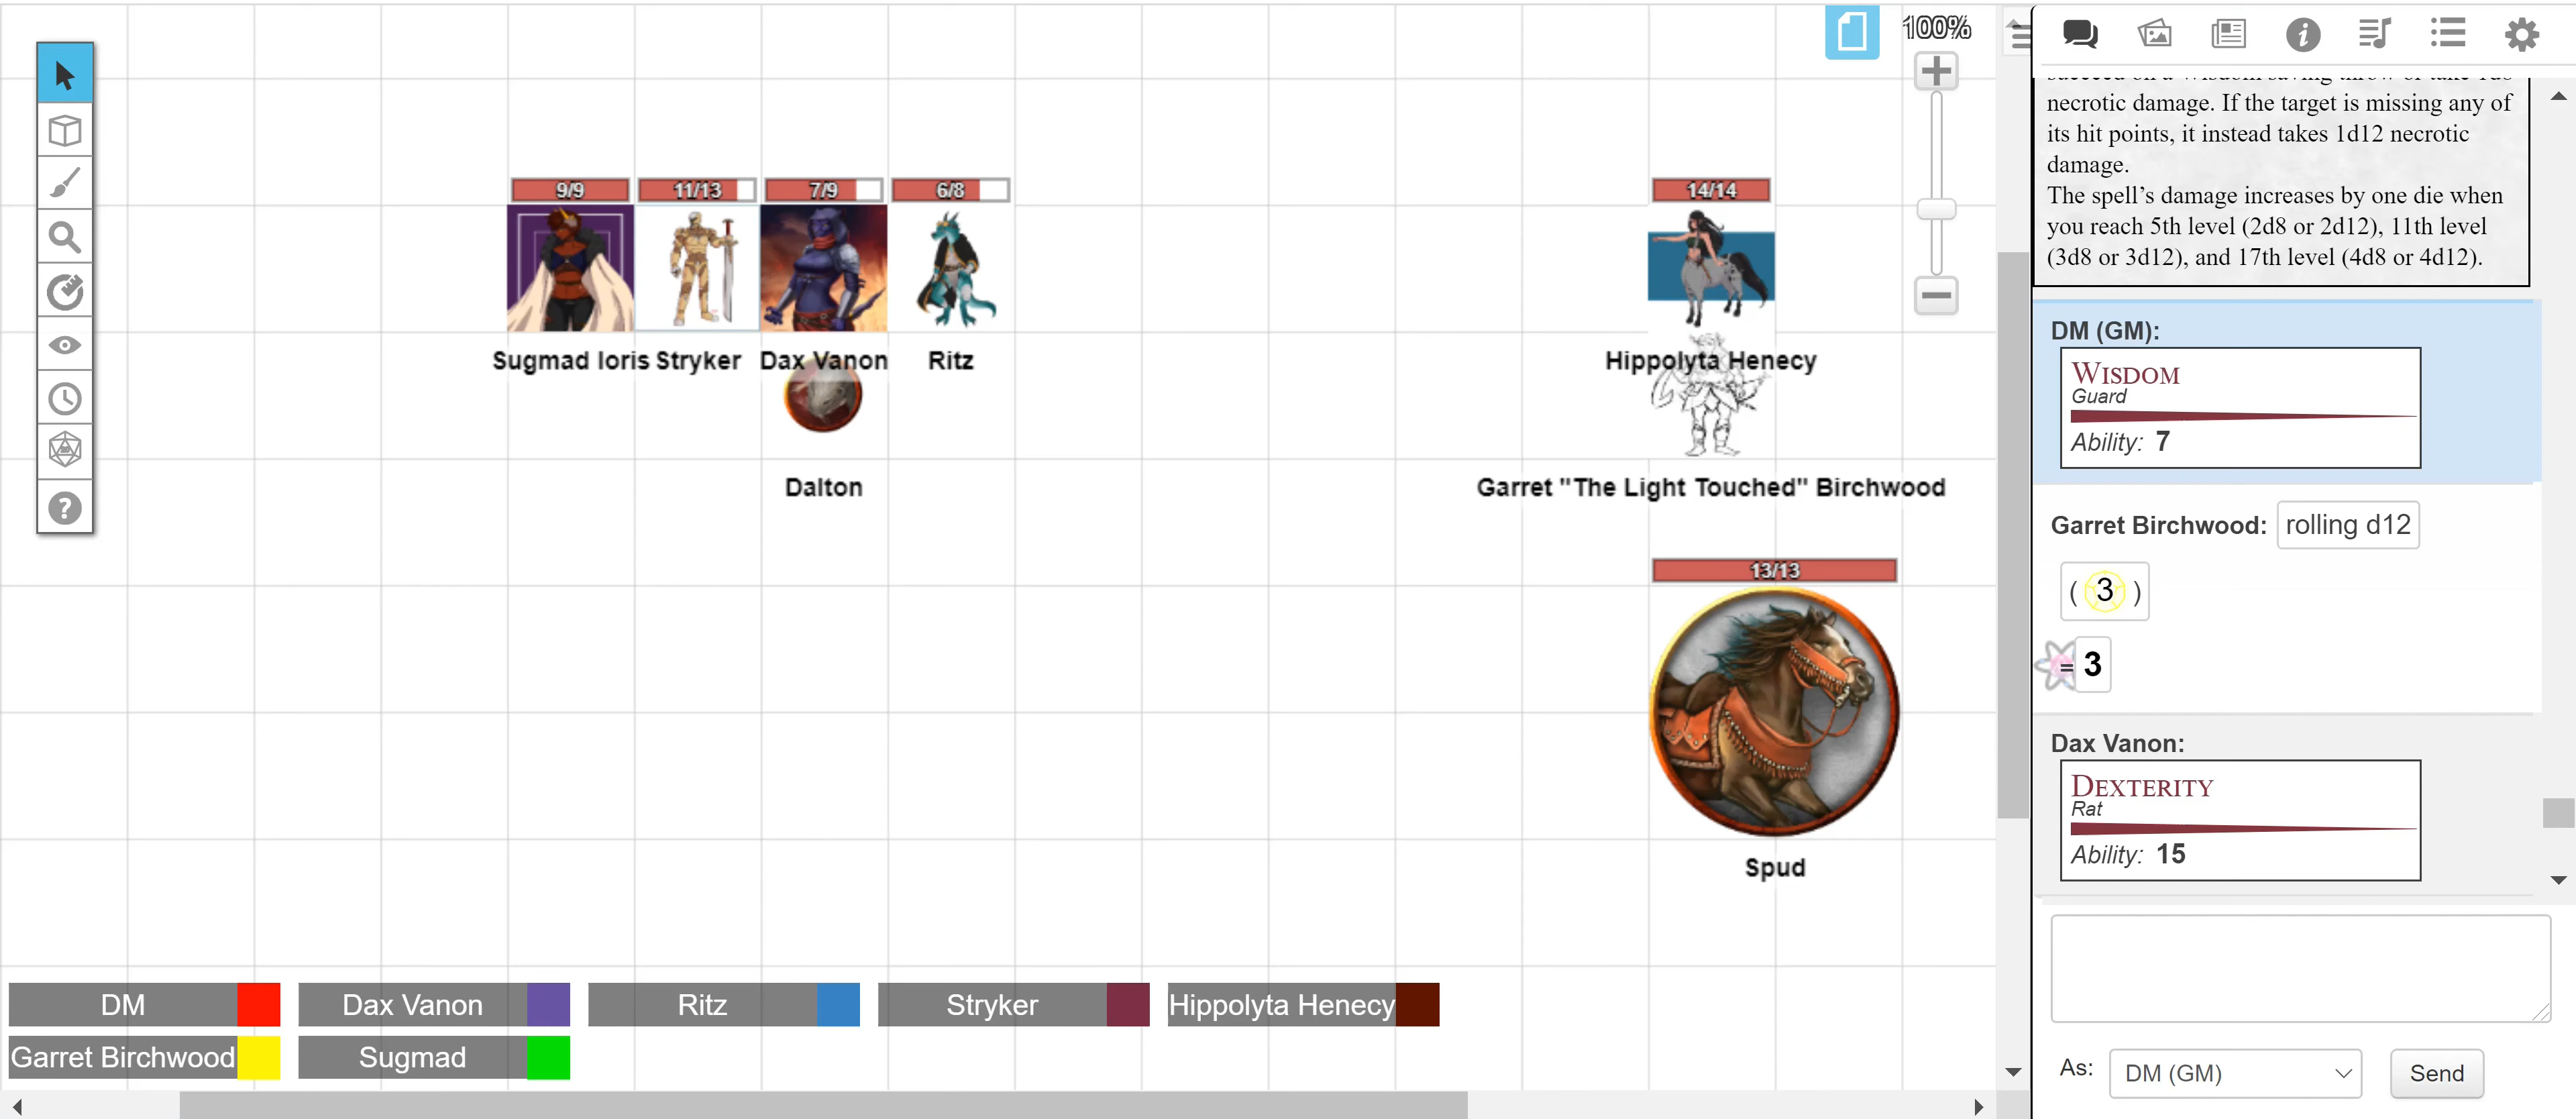 100%
9/9
11/13
7/9
6/8
14/14
Sugmad Ioris
Stryker
Dax Vanon
Ritz
Hippolyta Henecy
Dalton
Garret "The Light Touched" Birchwood
13/13
Spud
DM
Dax Vanon
Ritz
Stryker
Hippolyta Henecy
Garret Birchwood
Sugmad
necrotic damage. If the target is missing any of
its hit points, it instead takes 1d12 necrotic
damage.
The spell’s damage increases by one die when
you reach 5th level (2d8 or 2d12), 11th level
(3d8 or 3d12), and 17th level (4d8 or 4d12).
DM (GM):
WISDOM
Guard
Ability: 7
Garret Birchwood: rolling d12
( 3 )
= 3
Dax Vanon:
DEXTERITY
Rat
Ability: 15
As: DM (GM) Send